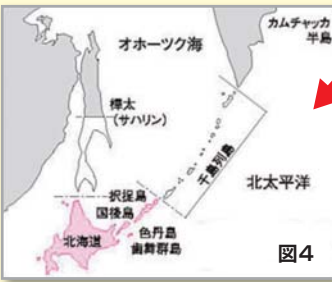 カムチャッカ
半島
オホーツク海
樺太
(サハリン)
千島列島
北太平洋
択捉島
国後島
色丹島
歯舞群島
北海道
図4